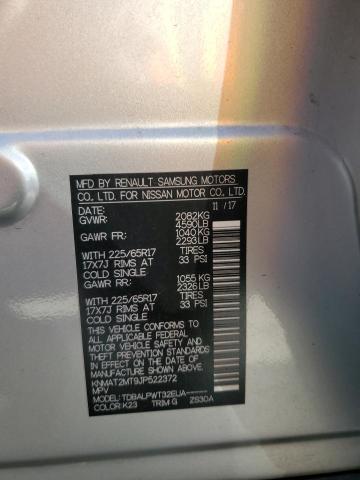 MFD BY RENAULT SAMSUNG MOTORS
CO. LTD. FOR NISSAN MOTOR CO. LTD.
DATE: 11 / 17
GVWR: 2082KG
4590LB
GAWR FR: 1040KG
2293LB
WITH 225/65R17 TIRES
17X7J RIMS AT 33 PSI
COLD SINGLE
GAWR RR: 1055 KG
2326LB
WITH 225/65R17 TIRES
17X7J RIMS AT 33 PSI
COLD SINGLE
THIS VEHICLE CONFORMS
TO ALL APPLICABLE FEDERAL
MOTOR VEHICLE SAFETY, BUMPER,
AND THEFT PREVENTION
STANDARDS IN EFFECT ON
THE DATE OF MANUFACTURE
SHOWN ABOVE.
KNMAT2MT9JP522372
MPV
MODEL: TDBALPWT32EUA-----
COLOR: K23 TRIM: G ZS30A